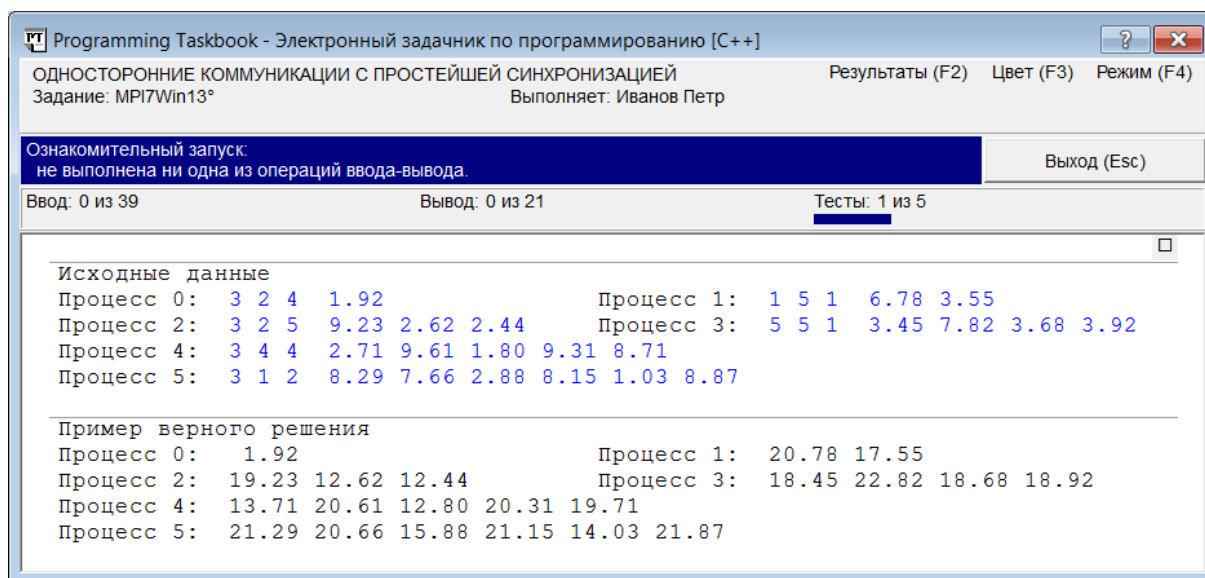 Programming Taskbook - Электронный задачник по программированию [C++]
ОДНОСТОРОННИЕ КОММУНИКАЦИИ С ПРОСТЕЙШЕЙ СИНХРОНИЗАЦИЕЙ Результаты (F2) Цвет (F3) Режим (F4)
Задание: MPI7Win13° Выполняет: Иванов Петр
Ознакомительный запуск:
не выполнена ни одна из операций ввода-вывода.
Выход (Esc)
Ввод: 0 из 39 Вывод: 0 из 21 Тесты: 1 из 5
Исходные данные
Процесс 0: 3 2 4 1.92 Процесс 1: 1 5 1 6.78 3.55
Процесс 2: 3 2 5 9.23 2.62 2.44 Процесс 3: 5 5 1 3.45 7.82 3.68 3.92
Процесс 4: 3 4 4 2.71 9.61 1.80 9.31 8.71
Процесс 5: 3 1 2 8.29 7.66 2.88 8.15 1.03 8.87
Пример верного решения
Процесс 0: 1.92 Процесс 1: 20.78 17.55
Процесс 2: 19.23 12.62 12.44 Процесс 3: 18.45 22.82 18.68 18.92
Процесс 4: 13.71 20.61 12.80 20.31 19.71
Процесс 5: 21.29 20.66 15.88 21.15 14.03 21.87